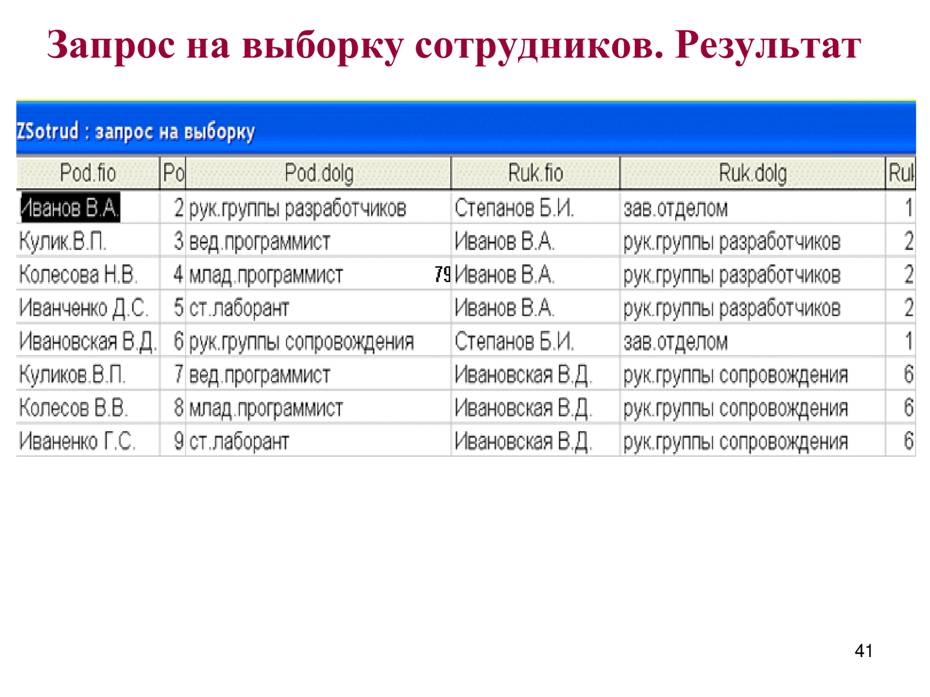 Запрос на выборку сотрудников. Результат
ZSotrud : запрос на выборку
Pod.fio Po Pod.dolg Ruk.fio Ruk.dolg Ruk
Иванов В.А. 2 рук.группы разработчиков Степанов Б.И. зав.отделом 1
Кулик.В.П. 3 вед.программист Иванов В.А. рук.группы разработчиков 2
Колесова Н.В. 4 млад.программист 79 Иванов В.А. рук.группы разработчиков 2
Иванченко Д.С. 5 ст.лаборант Иванов В.А. рук.группы разработчиков 2
Ивановская В.Д. 6 рук.группы сопровождения Степанов Б.И. зав.отделом 1
Куликов.В.П. 7 вед.программист Ивановская В.Д. рук.группы сопровождения 6
Колесов В.В. 8 млад.программист Ивановская В.Д. рук.группы сопровождения 6
Иваненко Г.С. 9 ст.лаборант Ивановская В.Д. рук.группы сопровождения 6
41